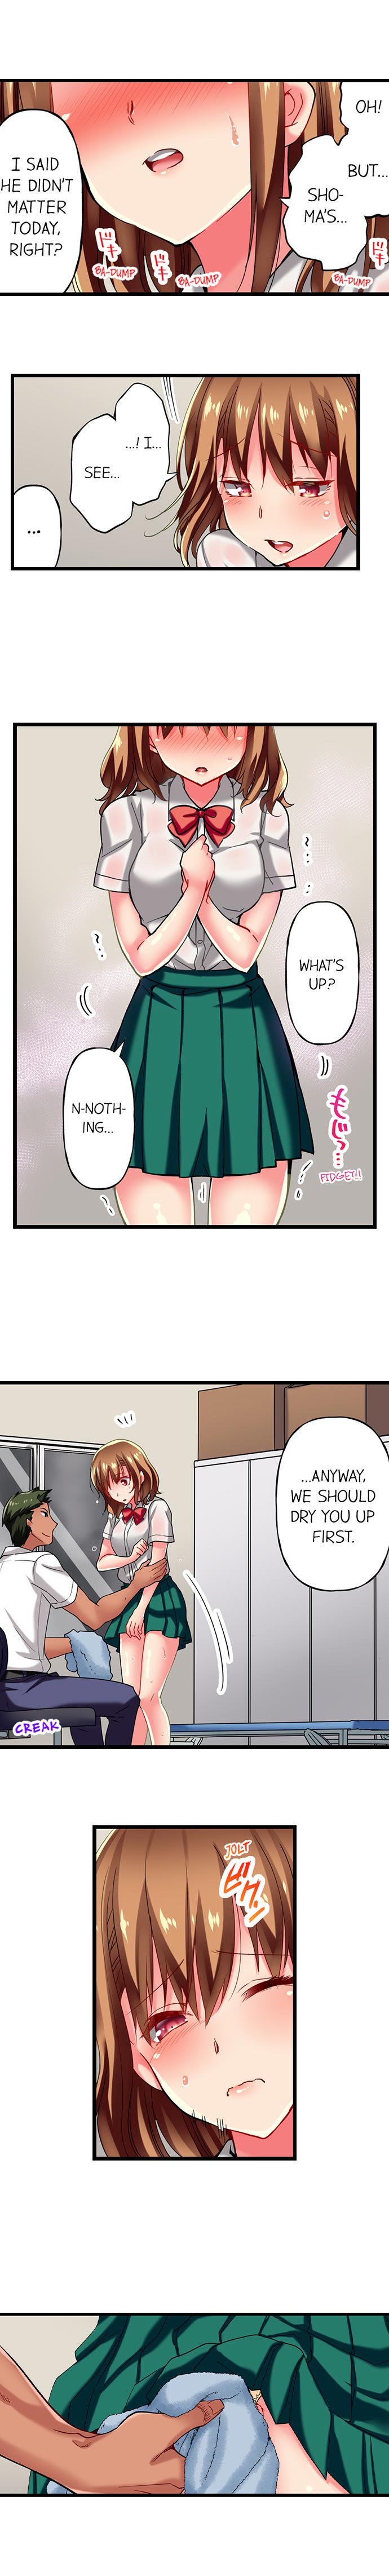 OH!
BUT...
SHO-
MA'S...
I SAID
HE DIDN'T
MATTER
TODAY,
RIGHT?
ドキ
BA-DUMP
ドキ
BA-DUMP
ドキ
BA-DUMP
...! I...
SEE...
...
WHAT'S
UP?
N-NOTH-
ING...
もじっ...
FIDGET!
...ANYWAY,
WE SHOULD
DRY YOU UP
FIRST.
CREAK
JOLT
ビクッ